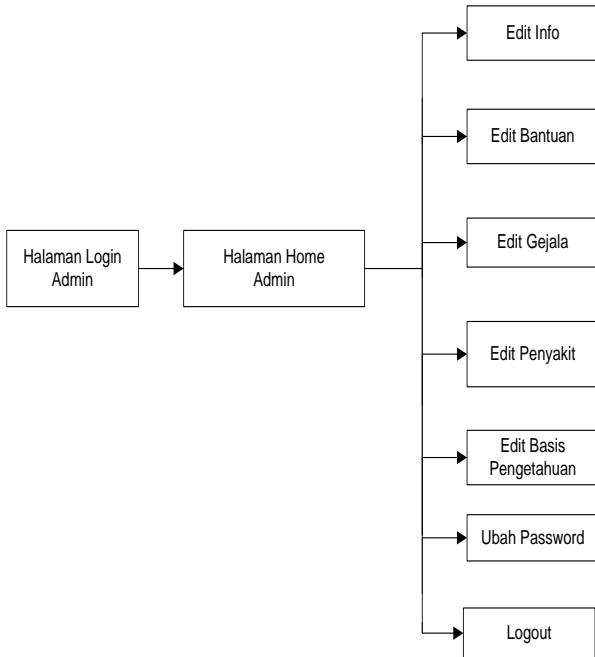 Halaman Login
Admin
Halaman Home
Admin
Edit Info
Edit Bantuan
Edit Gejala
Edit Penyakit
Edit Basis
Pengetahuan
Ubah Password
Logout